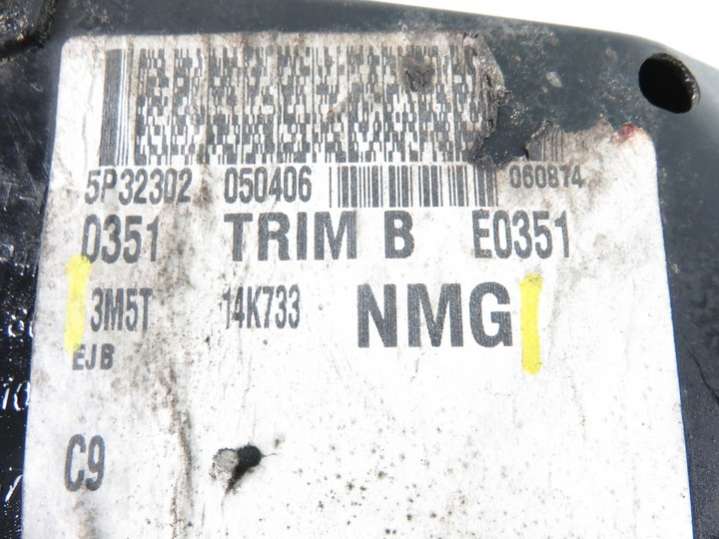 5P32302 050406 060874
0351 TRIM B E0351
3M5T 14K733 NMG
EJB
C9